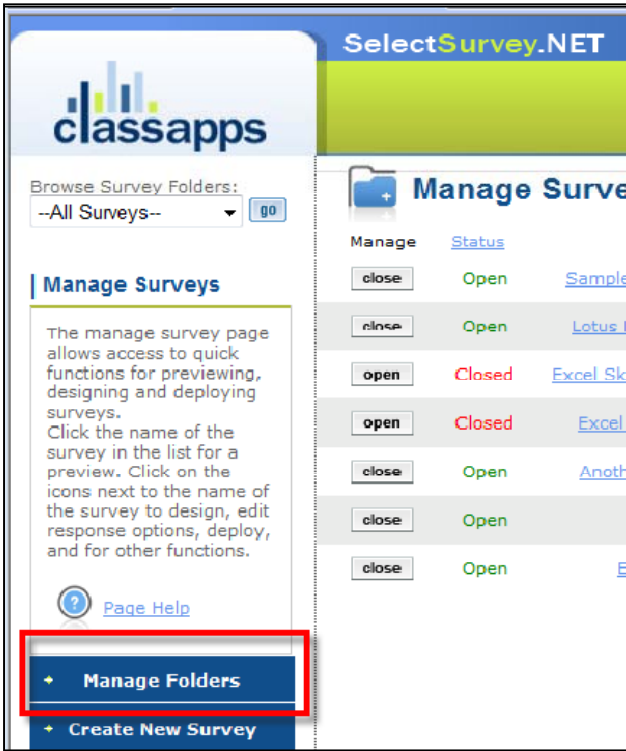 SelectSurvey.NET
classapps
Browse Survey Folders:
--All Surveys-- go
Manage Surveys
The manage survey page
allows access to quick
functions for previewing,
designing and deploying
surveys.
Click the name of the
survey in the list for a
preview. Click on the
icons next to the name of
the survey to design, edit
response options, deploy,
and for other functions.
Page Help
Manage Folders
Create New Survey
Manage Surve
Manage Status
close Open Sample
close Open Lotus
open Closed Excel Sk
open Closed Excel
close Open Anoth
close Open
close Open E